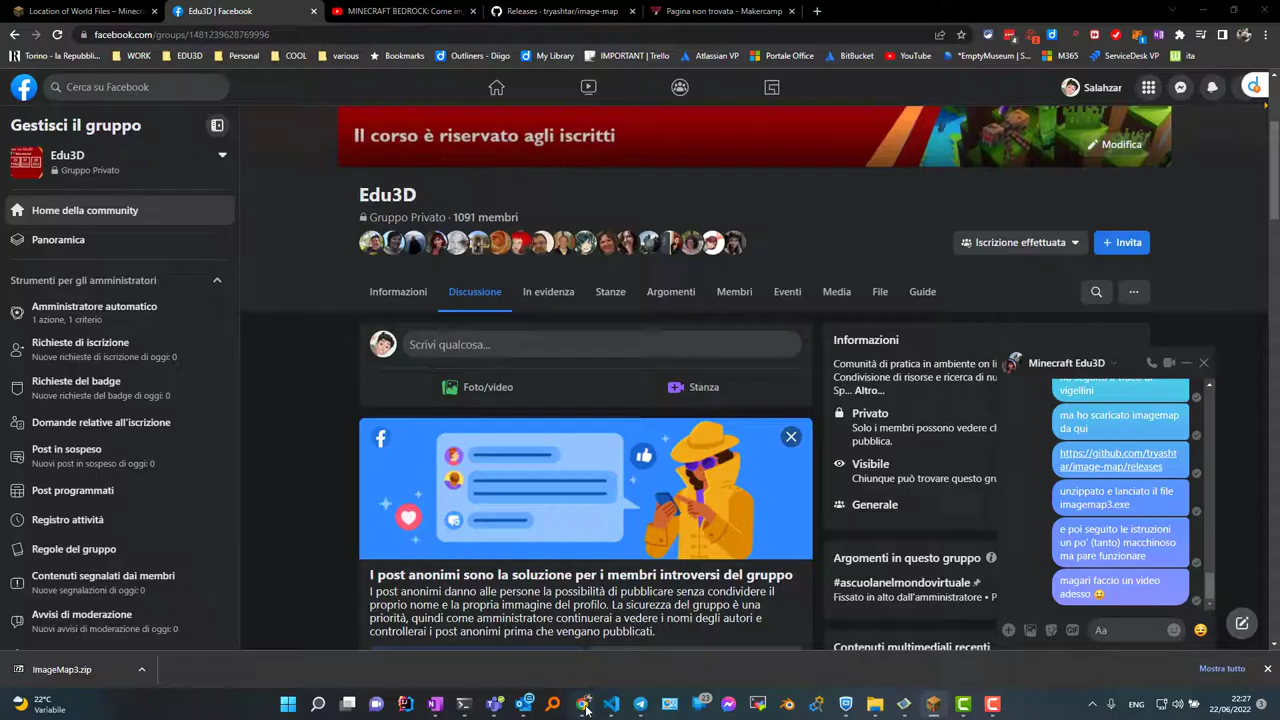 Location of World Files – Minecr
Edu3D | Facebook
MINECRAFT BEDROCK: Come im
Releases · tryashtar/image-map
Pagina non trovata - Makercamp
facebook.com/groups/1481239628769996
Torino - la Repubbl...
WORK
EDU3D
Personal
COOL
various
Bookmarks
Outliners - Diigo
My Library
IMPORTANT | Trello
Atlassian VP
Portale Office
BitBucket
YouTube
*EmptyMuseum | S...
M365
ServiceDesk VP
ita
Cerca su Facebook
Salahzar
Gestisci il gruppo
Edu3D
Gruppo Privato
Home della community
Panoramica
Strumenti per gli amministratori
Amministratore automatico
1 azione, 1 criterio
Richieste di iscrizione
Nuove richieste di iscrizione di oggi: 0
Richieste del badge
Nuove richieste del badge di oggi: 0
Domande relative all'iscrizione
Post in sospeso
Nuovi post in sospeso di oggi: 0
Post programmati
Registro attività
Regole del gruppo
Contenuti segnalati dai membri
Nuove segnalazioni di oggi: 0
Avvisi di moderazione
Nuovi avvisi di moderazione di oggi: 0
Il corso è riservato agli iscritti
Modifica
Edu3D
Gruppo Privato · 1091 membri
Iscrizione effettuata
+ Invita
Informazioni
Discussione
In evidenza
Stanze
Argomenti
Membri
Eventi
Media
File
Guide
Scrivi qualcosa...
Foto/video
Stanza
I post anonimi sono la soluzione per i membri introversi del gruppo
I post anonimi danno alle persone la possibilità di pubblicare senza condividere il
proprio nome e la propria immagine del profilo. La sicurezza del gruppo è una
priorità, quindi come amministratore continuerai a vedere i nomi degli autori e
controllerai i post anonimi prima che vengano pubblicati.
Informazioni
Comunità di pratica in ambiente on li
Condivisione di risorse e ricerca di nu
Sp... Altro...
Privato
Solo i membri possono vedere ch
pubblica.
Visibile
Chiunque può trovare questo gru
Generale
Argomenti in questo gruppo
#ascuolanelmondovirtuale
Fissato in alto dall'amministratore • P
Contenuti multimediali recenti
Minecraft Edu3D
ho seguito il video di
vigellini
ma ho scaricato imagemap
da qui
https://github.com/tryasht
ar/image-map/releases
unzippato e lanciato il file
imagemap3.exe
e poi seguito le istruzioni
un po' (tanto) macchinoso
ma pare funzionare
magari faccio un video
adesso
Aa
ImageMap3.zip
Mostra tutto
22°C
Variabile
23
ENG
22:27
22/06/2022